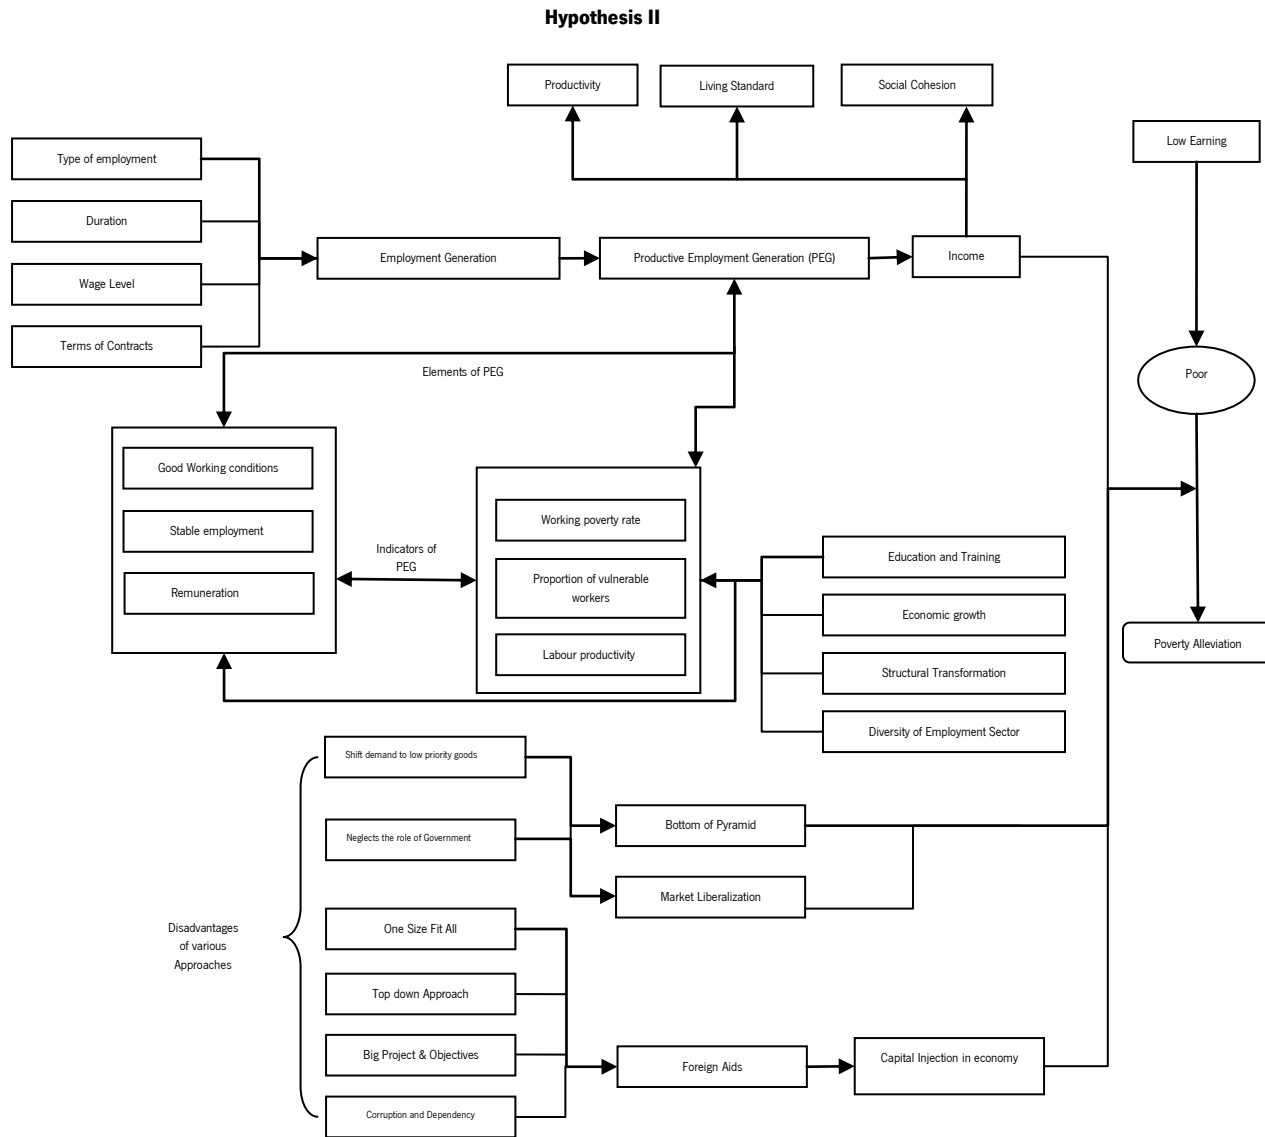 Hypothesis II
Productivity
Living Standard
Social Cohesion
Low Earning
Type of employment
Duration
Wage Level
Terms of Contracts
Employment Generation
Productive Employment Generation (PEG)
Income
Elements of PEG
Poor
Good Working conditions
Stable employment
Remuneration
Indicators of
PEG
Working poverty rate
Proportion of vulnerable
workers
Labour productivity
Education and Training
Economic growth
Structural Transformation
Diversity of Employment Sector
Poverty Alleviation
Shift demand to low priority goods
Neglects the role of Government
Bottom of Pyramid
Market Liberalization
Disadvantages
of various
Approaches
One Size Fit All
Top down Approach
Big Project & Objectives
Corruption and Dependency
Foreign Aids
Capital Injection in economy